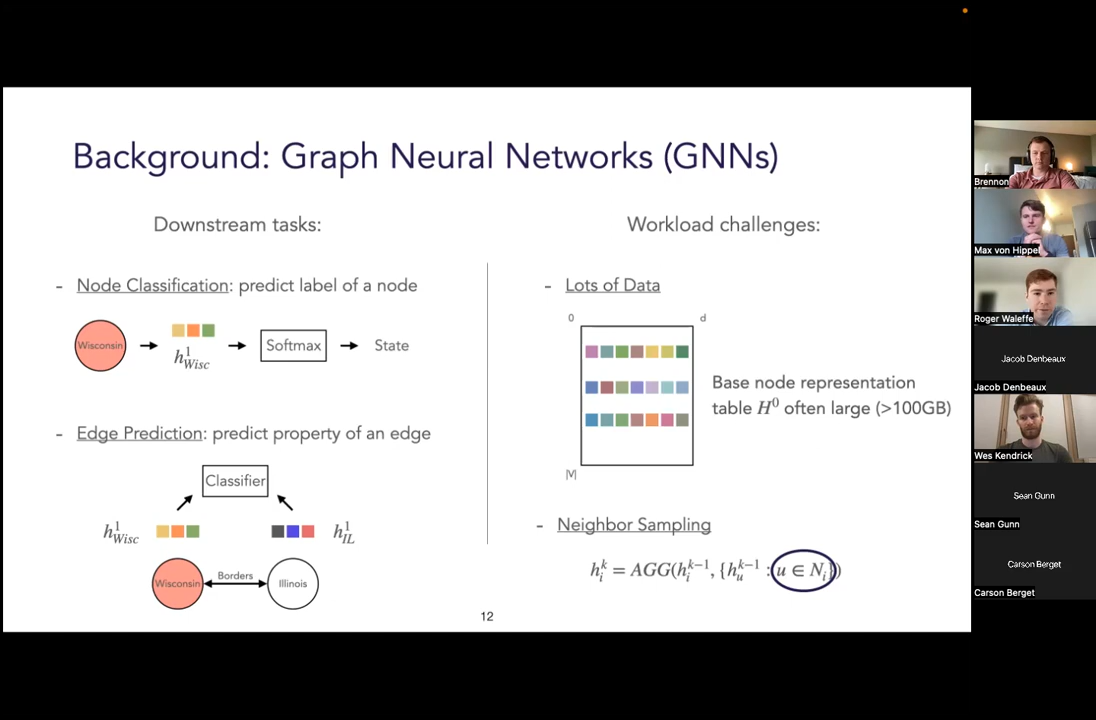 Background: Graph Neural Networks (GNNs)
Downstream tasks:
- Node Classification: predict label of a node
Wisconsin
h¹Wisc
Softmax
State
- Edge Prediction: predict property of an edge
Classifier
h¹Wisc
h¹IL
Wisconsin
Borders
Illinois
Workload challenges:
- Lots of Data
0
d
Base node representation
table H⁰ often large (>100GB)
- Neighbor Sampling
hᵢᵏ = AGG(hᵢᵏ⁻¹, {hᵤᵏ⁻¹ : u ∈ Nᵢ})
12
Brennon
Max von Hippel
Roger Waleffe
Jacob Denbeaux
Jacob Denbeaux
Wes Kendrick
Sean Gunn
Sean Gunn
Carson Berget
Carson Berget